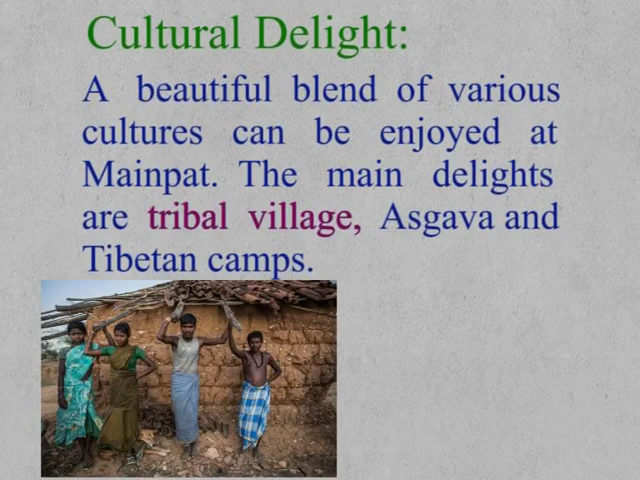 Cultural Delight:
A beautiful blend of various
cultures can be enjoyed at
Mainpat. The main delights
are tribal village, Asgava and
Tibetan camps.